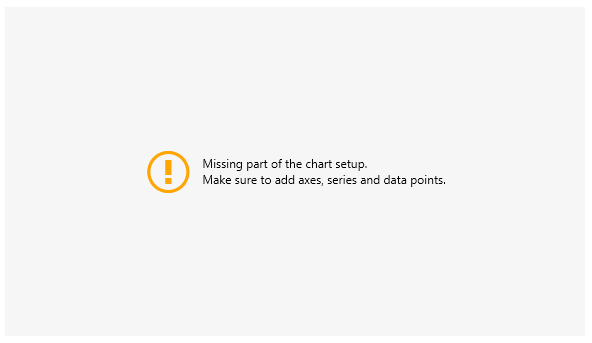 Missing part of the chart setup.
Make sure to add axes, series and data points.